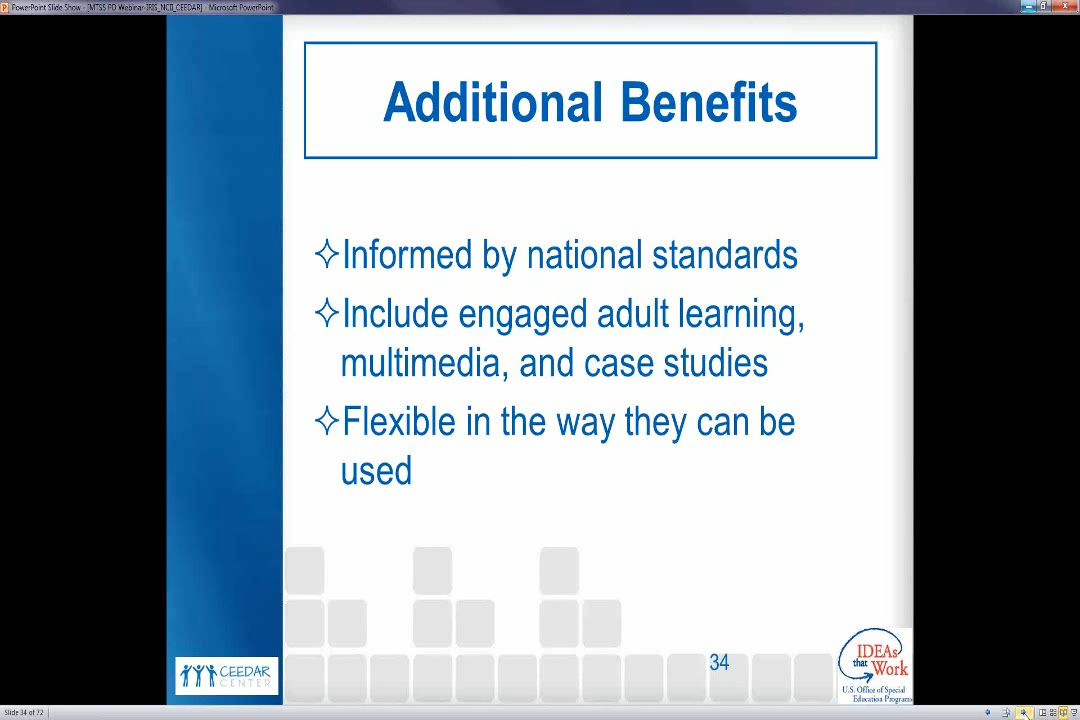 PowerPoint Slide Show - [MTSS PD Webinar-IRIS_NCII_CEEDAR] - Microsoft PowerPoint
Additional Benefits
Informed by national standards
Include engaged adult learning,
multimedia, and case studies
Flexible in the way they can be
used
34
CEEDAR
CENTER
IDEAs
that Work
U.S. Office of Special
Education Programs
Slide 34 of 72